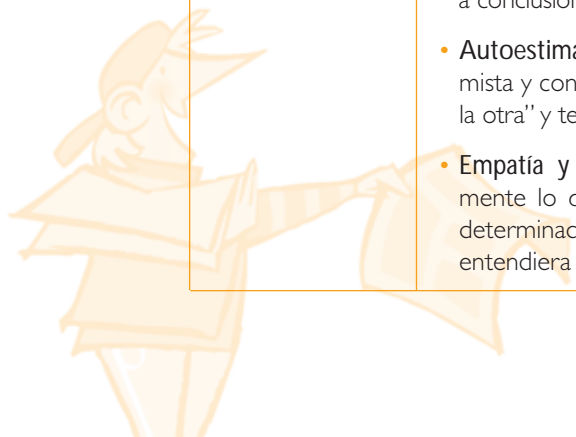 a conclusion
• Autoestima
mista y con
la otra” y te
• Empatía y
mente lo
determinac
entendiera